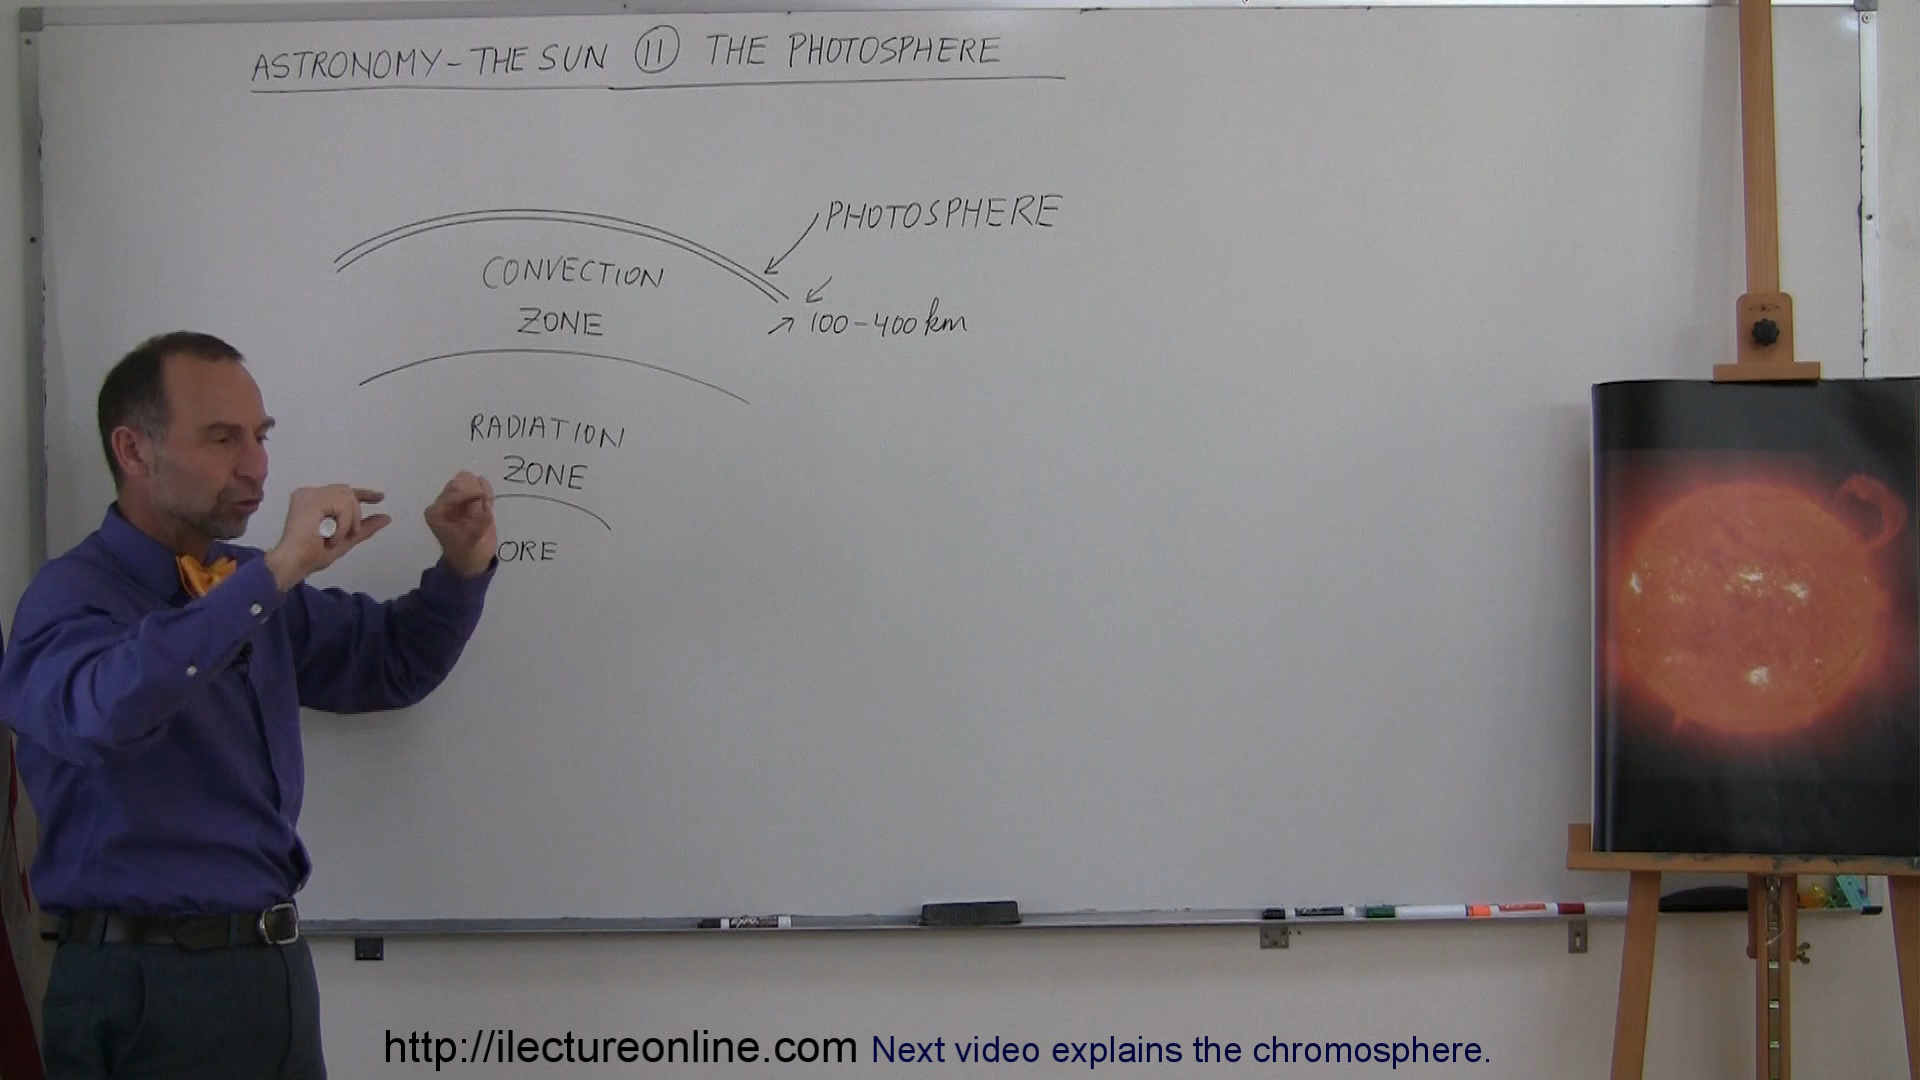 ASTRONOMY - THE SUN 11 THE PHOTOSPHERE
PHOTOSPHERE
CONVECTION
ZONE
100-400 km
RADIATION
ZONE
ORE
EXPO
http://ilectureonline.com Next video explains the chromosphere.